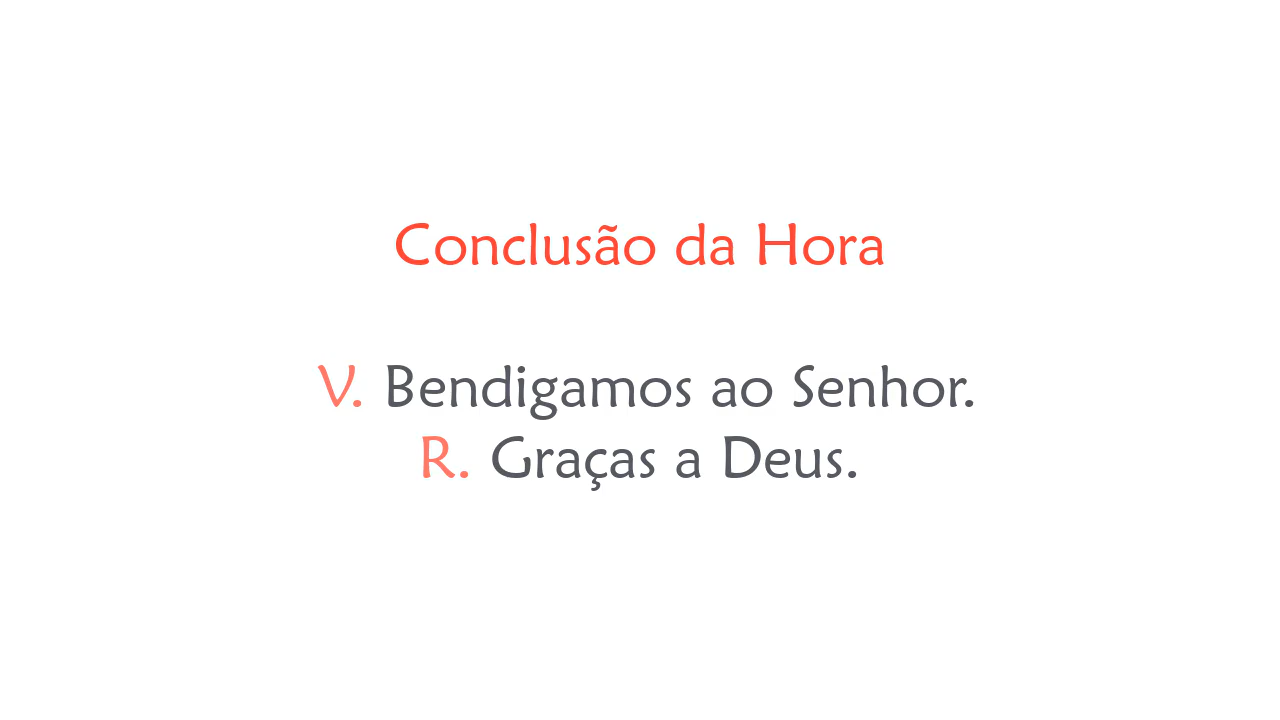 Conclusão da Hora
V. Bendigamos ao Senhor.
R. Graças a Deus.